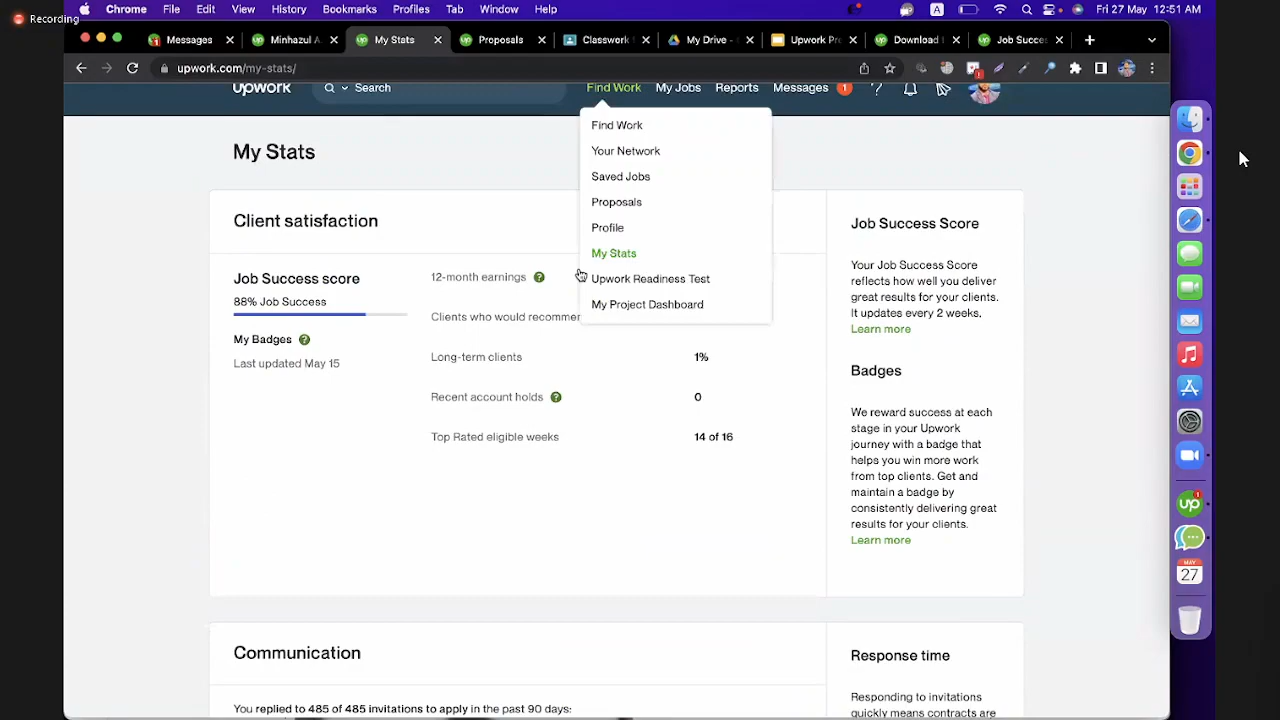 Recording
Chrome File Edit View History Bookmarks Profiles Tab Window Help
A
Fri 27 May 12:51 AM
Messages
Minhazul A
My Stats
Proposals
Classwork
My Drive -
Upwork Pr
Download
Job Succes
upwork.com/my-stats/
upwork
Search
Find Work
My Jobs
Reports
Messages
1
?
Find Work
Your Network
Saved Jobs
Proposals
Profile
My Stats
Upwork Readiness Test
My Project Dashboard
My Stats
Client satisfaction
Job Success score
88% Job Success
My Badges ?
Last updated May 15
12-month earnings ?
Clients who would recommen
Long-term clients 1%
Recent account holds ? 0
Top Rated eligible weeks 14 of 16
Job Success Score
Your Job Success Score
reflects how well you deliver
great results for your clients.
It updates every 2 weeks.
Learn more
Badges
We reward success at each
stage in your Upwork
journey with a badge that
helps you win more work
from top clients. Get and
maintain a badge by
consistently delivering great
results for your clients.
Learn more
Communication
You replied to 485 of 485 invitations to apply in the past 90 days:
Response time
Responding to invitations
quickly means contracts are
up
1
MAY
27